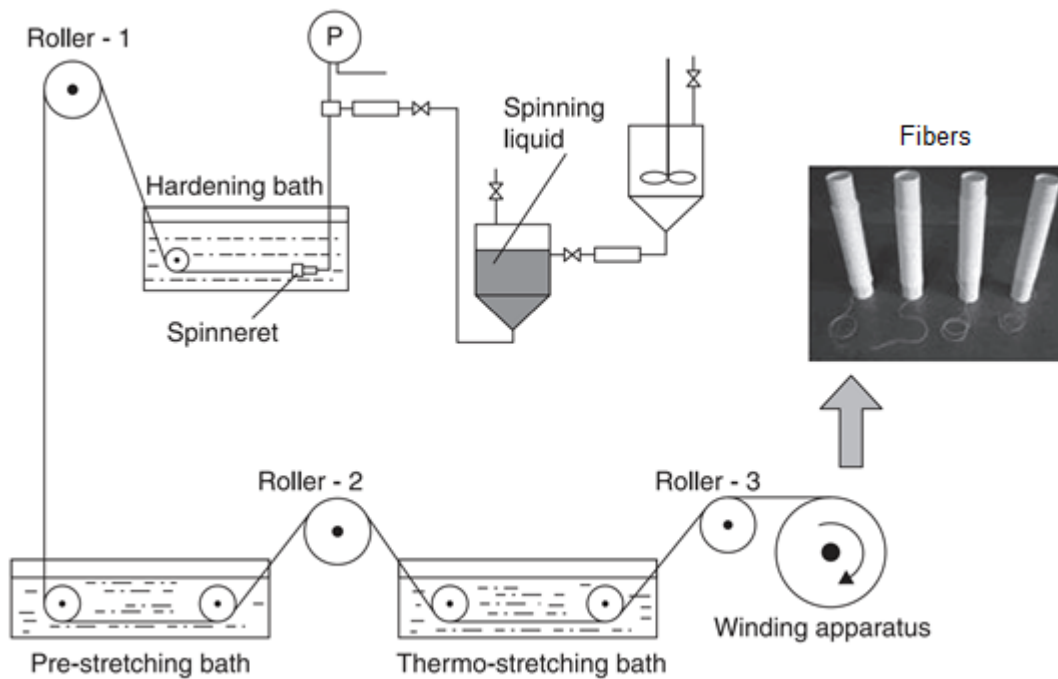 Roller - 1
P
Spinning
liquid
Fibers
Hardening bath
Spinneret
Roller - 2
Roller - 3
Pre-stretching bath
Thermo-stretching bath
Winding apparatus